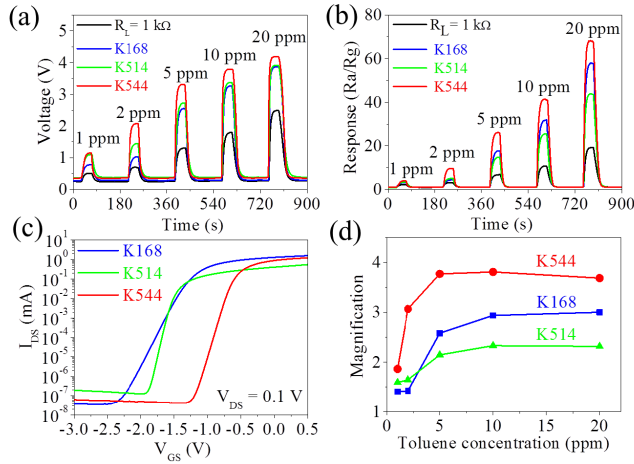 (a)
R_L = 1 kΩ
K168
K514
K544
1 ppm
2 ppm
5 ppm
10 ppm
20 ppm
Voltage (V)
5
4
3
2
1
0
0 180 360 540 720 900
Time (s)
(b)
R_L = 1 kΩ
K168
K514
K544
1 ppm
2 ppm
5 ppm
10 ppm
20 ppm
Response (Ra/Rg)
80
60
40
20
0
0 180 360 540 720 900
Time (s)
(c)
K168
K514
K544
V_DS = 0.1 V
I_DS (mA)
10^1
10^0
10^-1
10^-2
10^-3
10^-4
10^-5
10^-6
10^-7
10^-8
-3.0 -2.5 -2.0 -1.5 -1.0 -0.5 0.0 0.5
V_GS (V)
(d)
K544
K168
K514
Magnification
4
3
2
1
0 5 10 15 20
Toluene concentration (ppm)